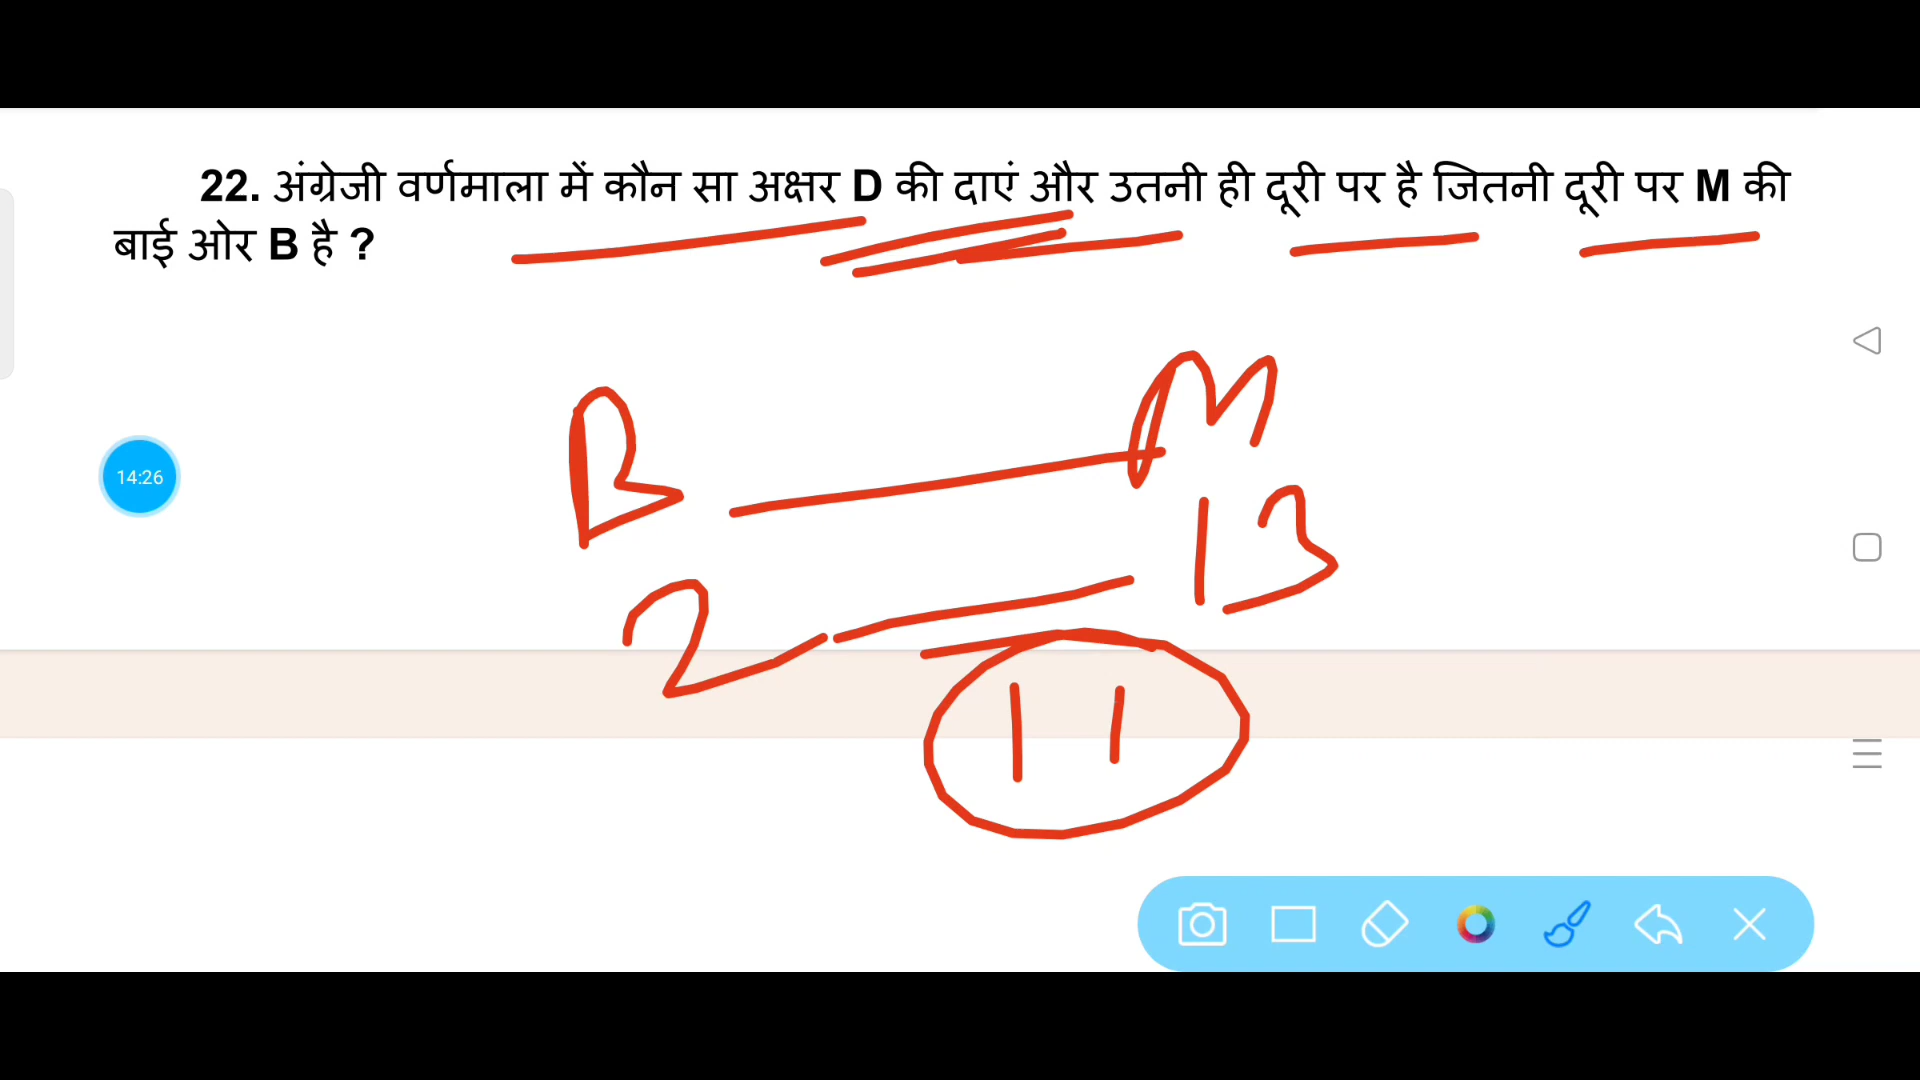 22. अंग्रेजी वर्णमाला में कौन सा अक्षर D की दाएं और उतनी ही दूरी पर है जितनी दूरी पर M की
बाई ओर B है ?
B M
2 13
11
14:26